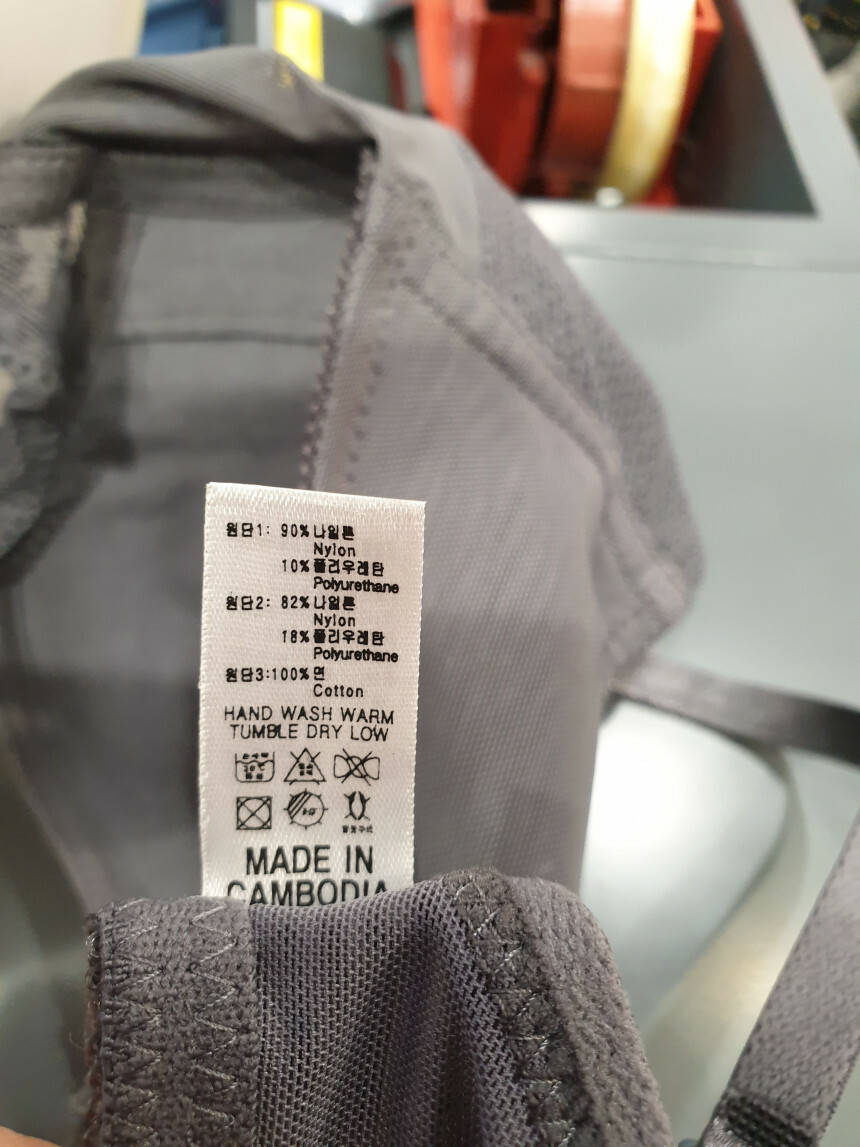 원단1: 90% 나일론
Nylon
10% 폴리우레탄
Polyurethane
원단2: 82% 나일론
Nylon
18% 폴리우레탄
Polyurethane
원단3:100% 면
Cotton
HAND WASH WARM
TUMBLE DRY LOW
MADE IN
CAMBODIA